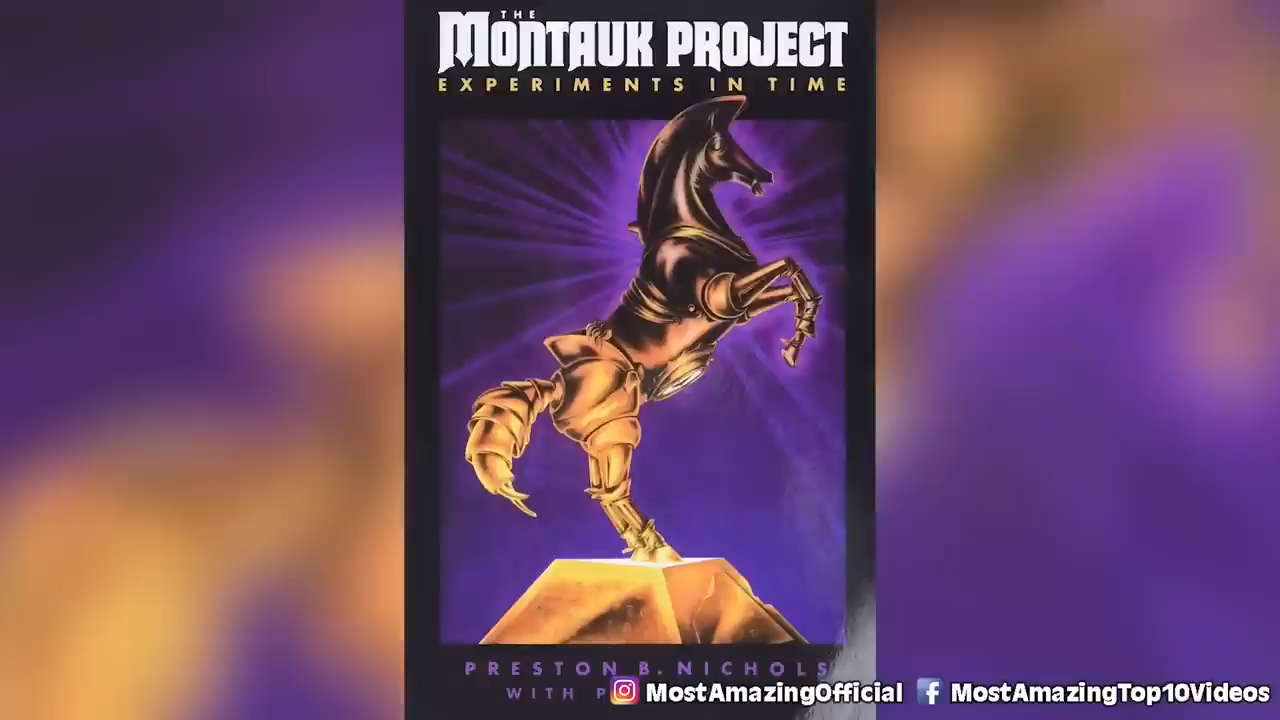 THE
MONTAUK PROJECT
EXPERIMENTS IN TIME
PRESTON B. NICHOLS
WITH
MostAmazingOfficial
MostAmazingTop10Videos